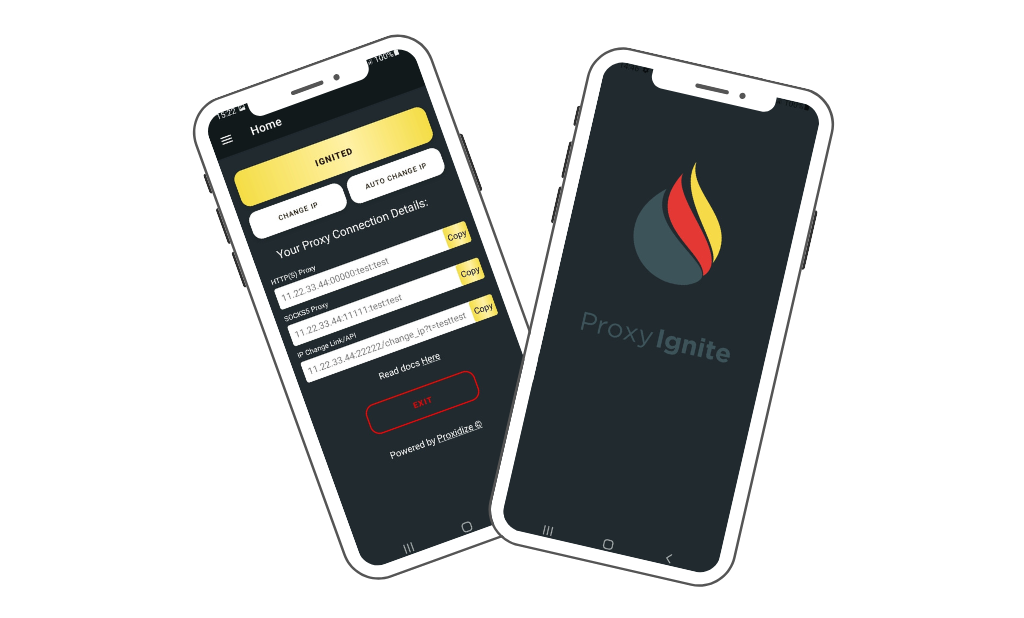 15:22
100%
Home
IGNITED
CHANGE IP
AUTO CHANGE IP
Your Proxy Connection Details:
HTTP(S) Proxy
11.22.33.44:00000:test:test
Copy
SOCKS5 Proxy
11.22.33.44:11111:test:test
Copy
IP Change Link/API
11.22.33.44:22222/change_ip?t=testtest
Copy
Read docs Here
EXIT
Powered by Proxidize ©
Proxy Ignite